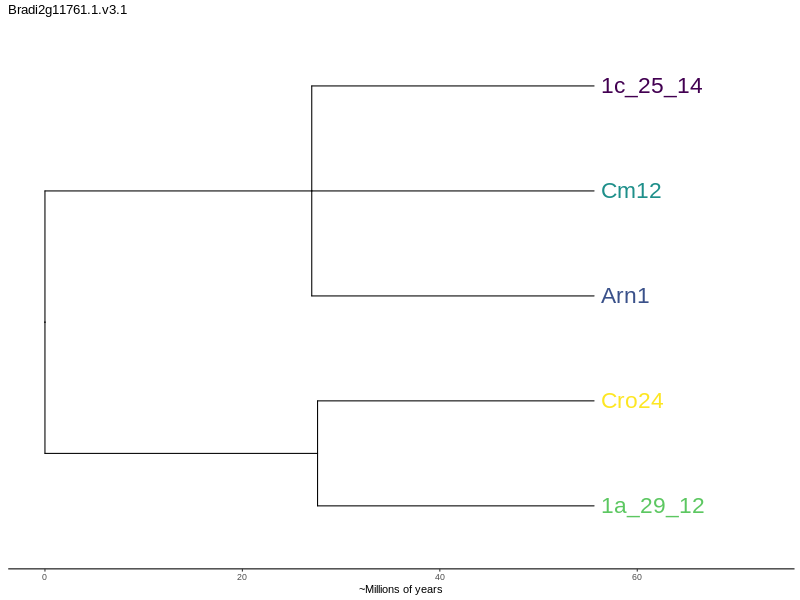 Bradi2g11761.1.v3.1
1c_25_14
Cm12
Arn1
Cro24
1a_29_12
0 20 40 60
~Millions of years